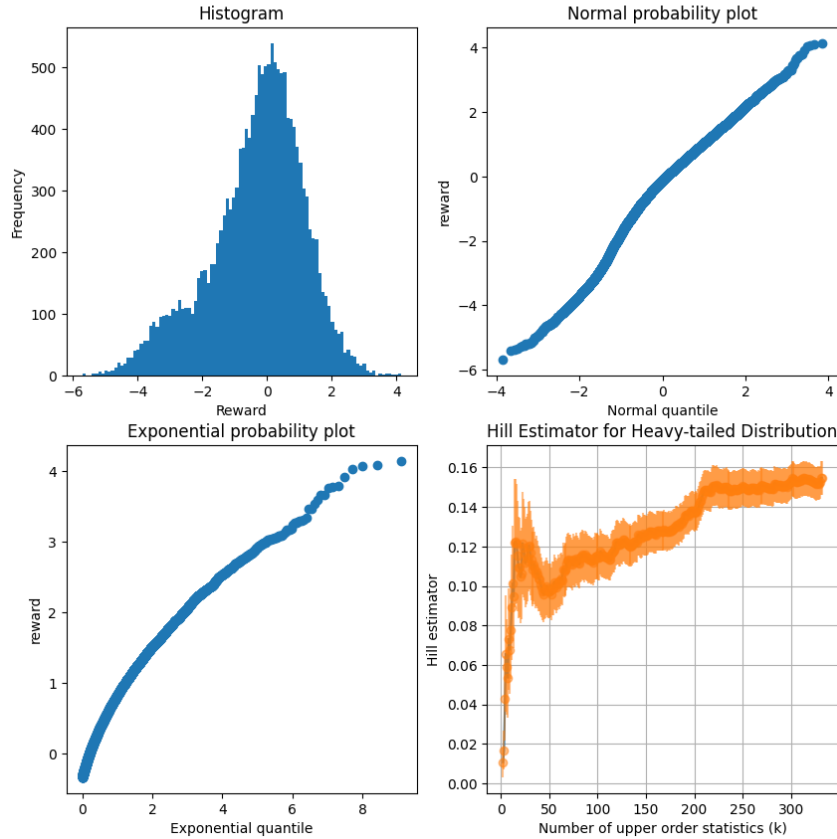 Histogram
Frequency
500
400
300
200
100
0
−6 −4 −2 0 2 4
Reward
Normal probability plot
reward
4
2
0
−2
−4
−6
−4 −2 0 2 4
Normal quantile
Exponential probability plot
reward
4
3
2
1
0
0 2 4 6 8
Exponential quantile
Hill Estimator for Heavy-tailed Distribution
Hill estimator
0.16
0.14
0.12
0.10
0.08
0.06
0.04
0.02
0.00
0 50 100 150 200 250 300
Number of upper order statistics (k)